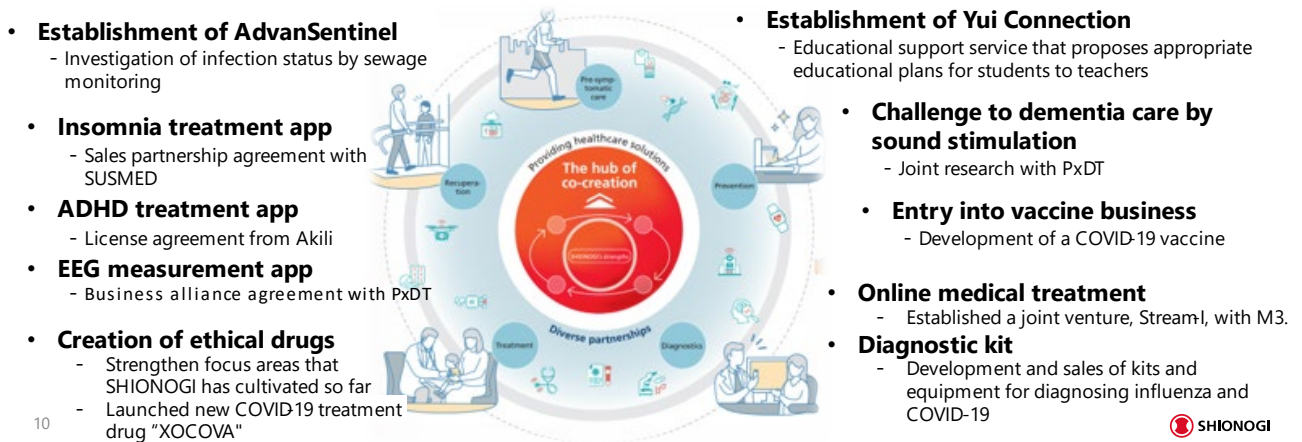 • Establishment of AdvanSentinel
- Investigation of infection status by sewage
monitoring
• Insomnia treatment app
- Sales partnership agreement with
SUSMED
• ADHD treatment app
- License agreement from Akili
• EEG measurement app
- Business alliance agreement with PxDT
• Creation of ethical drugs
- Strengthen focus areas that
SHIONOGI has cultivated so far
- Launched new COVID-19 treatment
drug “XOCOVA"
10
Pre-symp-
tomatic
care
Providing healthcare solutions
The hub of
co-creation
SHIONOGI's strengths
Recupera-
tion
Prevention
Diverse partnerships
Treatment
Diagnostics
• Establishment of Yui Connection
- Educational support service that proposes appropriate
educational plans for students to teachers
• Challenge to dementia care by
sound stimulation
- Joint research with PxDT
• Entry into vaccine business
- Development of a COVID-19 vaccine
• Online medical treatment
- Established a joint venture, Stream-I, with M3.
• Diagnostic kit
- Development and sales of kits and
equipment for diagnosing influenza and
COVID-19
SHIONOGI